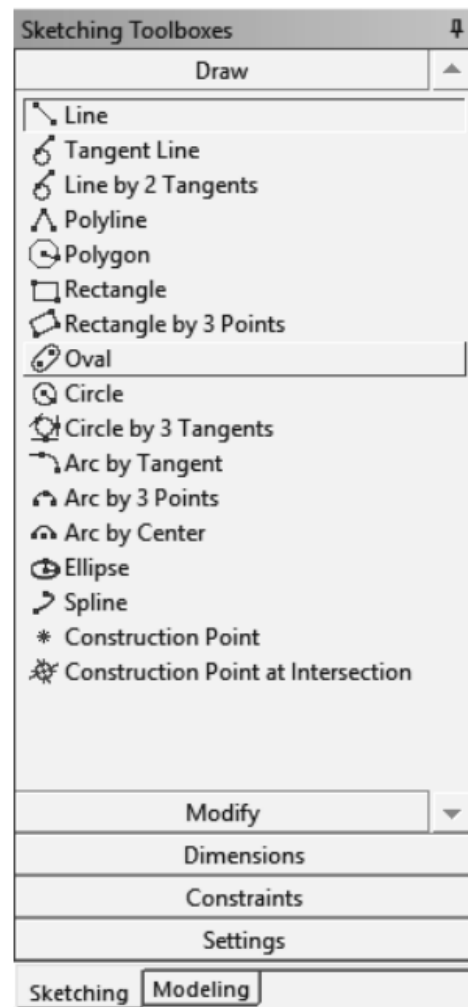 Sketching Toolboxes
Draw
Line
Tangent Line
Line by 2 Tangents
Polyline
Polygon
Rectangle
Rectangle by 3 Points
Oval
Circle
Circle by 3 Tangents
Arc by Tangent
Arc by 3 Points
Arc by Center
Ellipse
Spline
Construction Point
Construction Point at Intersection
Modify
Dimensions
Constraints
Settings
Sketching Modeling